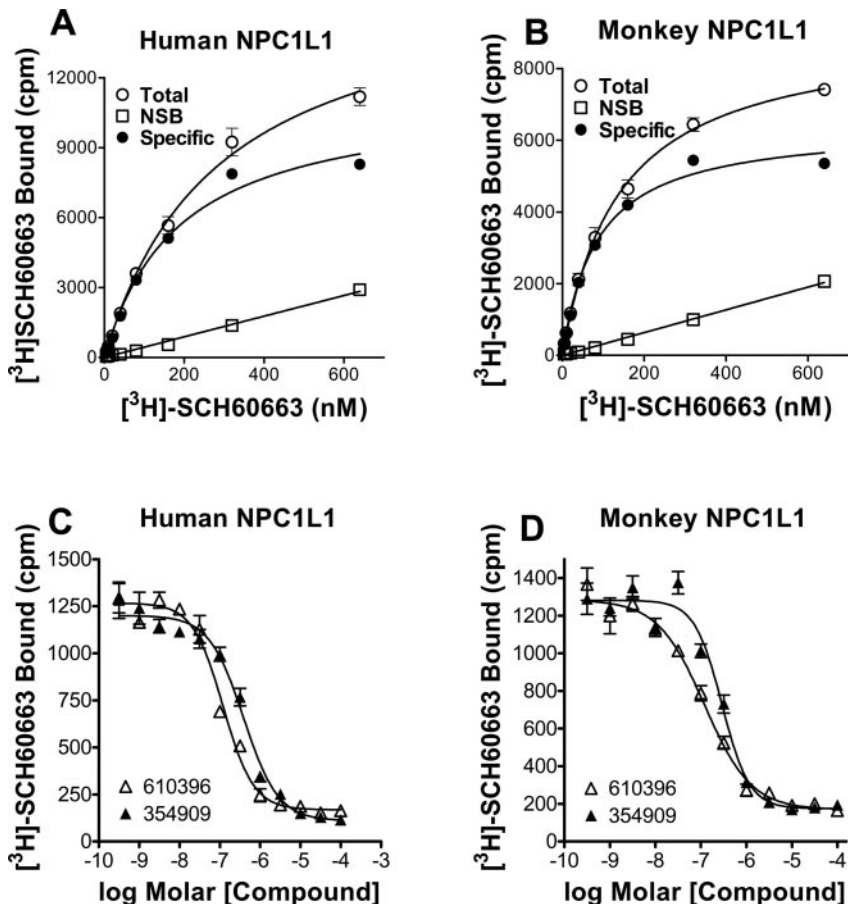 A
Human NPC1L1
[³H]SCH60663 Bound (cpm)
12000
9000
6000
3000
0
Total
NSB
Specific
0 200 400 600
[³H]-SCH60663 (nM)
B
Monkey NPC1L1
[³H]-SCH60663 Bound (cpm)
8000
6000
4000
2000
0
Total
NSB
Specific
0 200 400 600
[³H]-SCH60663 (nM)
C
Human NPC1L1
[³H]-SCH60663 Bound (cpm)
1500
1250
1000
750
500
250
0
610396
354909
-10 -9 -8 -7 -6 -5 -4 -3
log Molar [Compound]
D
Monkey NPC1L1
[³H]-SCH60663 Bound (cpm)
1400
1200
1000
800
600
400
200
0
610396
354909
-10 -9 -8 -7 -6 -5 -4
log Molar [Compound]